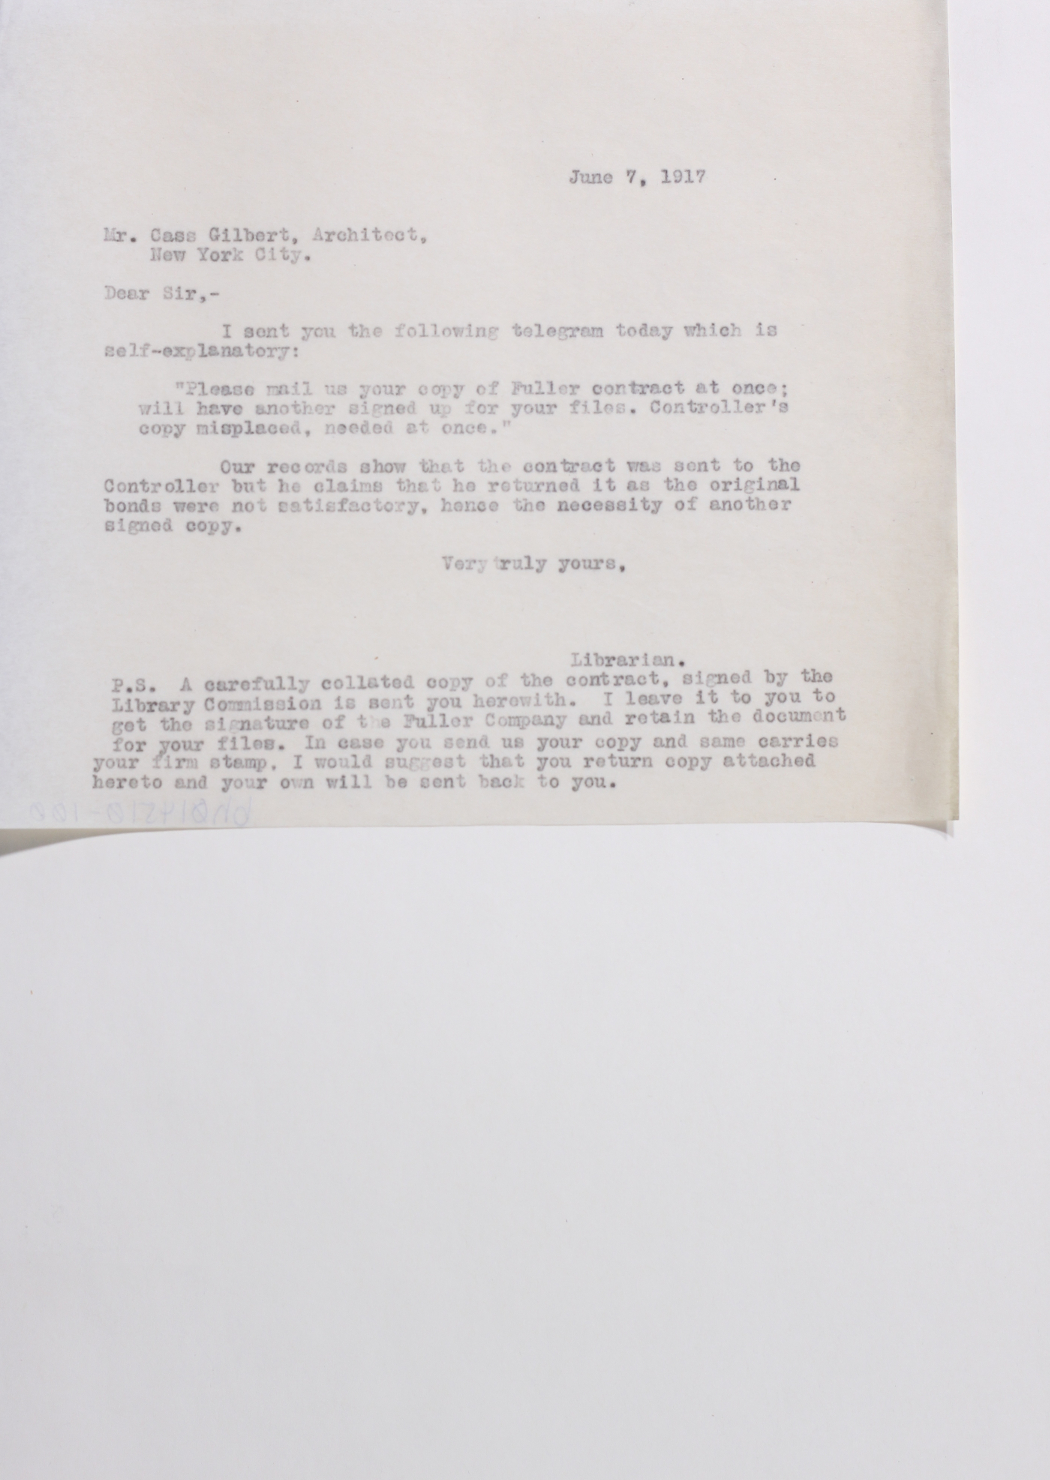 June 7, 1917
Mr. Cass Gilbert, Architect,
New York City.
Dear Sir,-
I sent you the following telegram today which is
self-explanatory:
"Please mail us your copy of Fuller contract at once;
will have another signed up for your files. Controller's
copy misplaced, needed at once."
Our records show that the contract was sent to the
Controller but he claims that he returned it as the original
bonds were not satisfactory, hence the necessity of another
signed copy.
Very truly yours,
Librarian.
P.S. A carefully collated copy of the contract, signed by the
Library Commission is sent you herewith. I leave it to you to
get the signature of the Fuller Company and retain the document
for your files. In case you send us your copy and same carries
your firm stamp, I would suggest that you return copy attached
hereto and your own will be sent back to you.